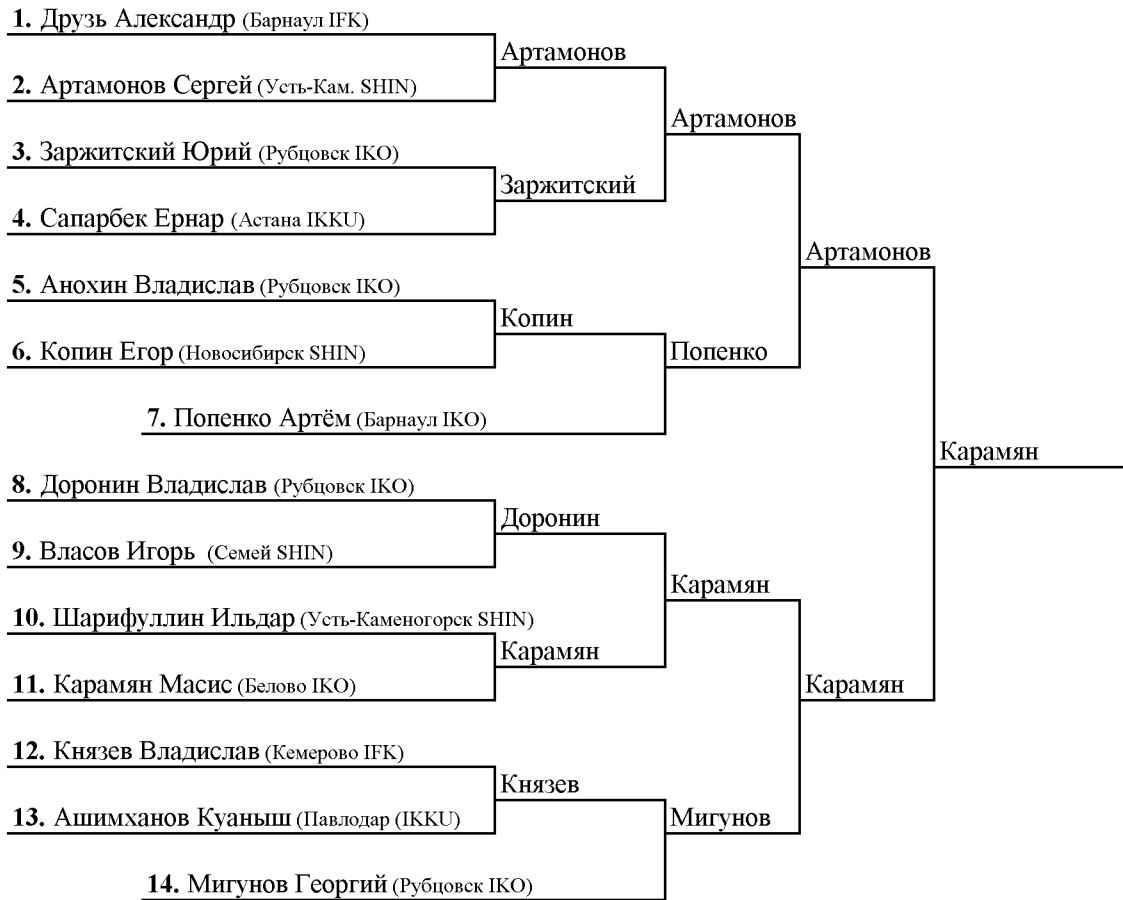 1. Друзь Александр (Барнаул IFK)
Артамонов
2. Артамонов Сергей (Усть-Кам. SHIN)
Артамонов
3. Заржитский Юрий (Рубцовск IKO)
Заржитский
4. Сапарбек Ернар (Астана IKKU)
Артамонов
5. Анохин Владислав (Рубцовск IKO)
Копин
6. Копин Егор (Новосибирск SHIN)
Попенко
7. Попенко Артём (Барнаул IKO)
Карамян
8. Доронин Владислав (Рубцовск IKO)
Доронин
9. Власов Игорь (Семей SHIN)
Карамян
10. Шарифуллин Ильдар (Усть-Каменогорск SHIN)
Карамян
11. Карамян Масис (Белово IKO)
Карамян
12. Князев Владислав (Кемерово IFK)
Князев
13. Ашимханов Куаныш (Павлодар (IKKU)
Мигунов
14. Мигунов Георгий (Рубцовск IKO)